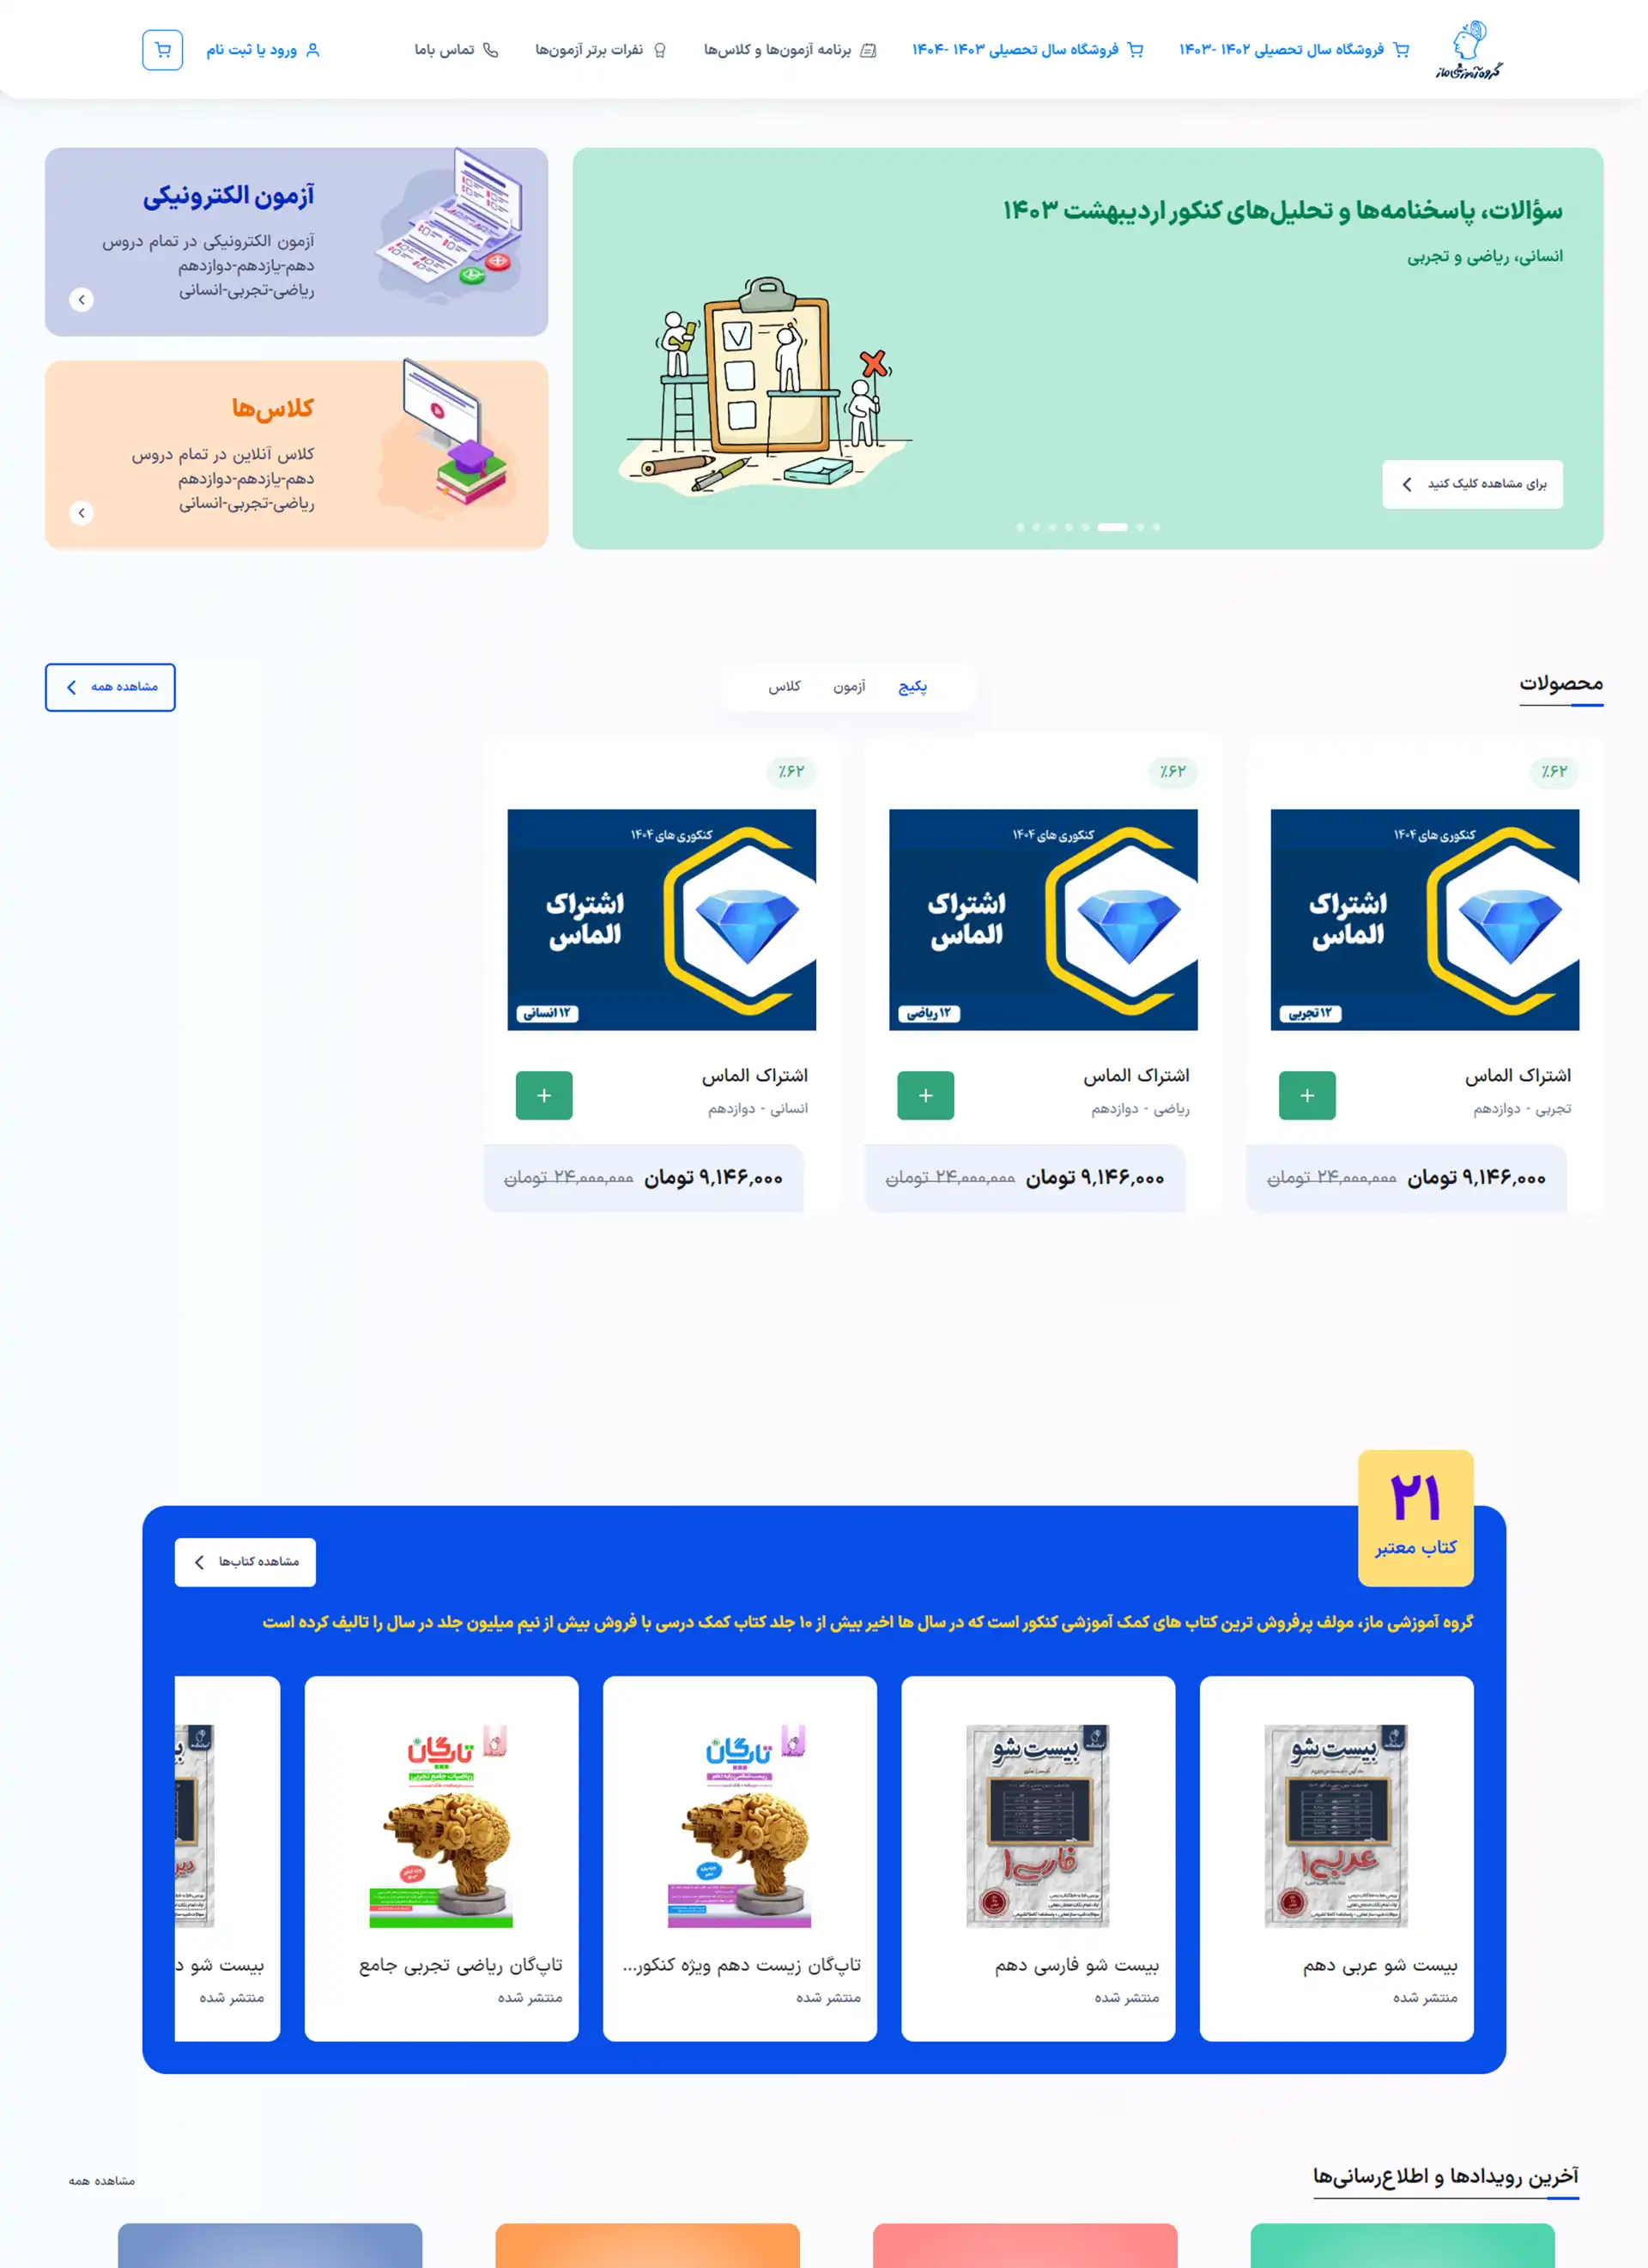 گروه آموزشی ماز
فروشگاه سال تحصیلی ۱۴۰۲ -۱۴۰۳
فروشگاه سال تحصیلی ۱۴۰۳ -۱۴۰۴
برنامه آزمون‌ها و کلاس‌ها
نفرات برتر آزمون‌ها
تماس باما
ورود یا ثبت نام
سؤالات، پاسخنامه‌ها و تحلیل‌های کنکور اردیبهشت ۱۴۰۳
انسانی، ریاضی و تجربی
برای مشاهده کلیک کنید
آزمون الکترونیکی
آزمون الکترونیکی در تمام دروس
دهم-یازدهم-دوازدهم
ریاضی-تجربی-انسانی
کلاس‌ها
کلاس آنلاین در تمام دروس
دهم-یازدهم-دوازدهم
ریاضی-تجربی-انسانی
محصولات
پکیج
آزمون
کلاس
مشاهده همه
٪۶۲
کنکوری های ۱۴۰۴
اشتراک
الماس
۱۲ تجربی
اشتراک الماس
تجربی - دوازدهم
+
۹,۱۴۶,۰۰۰ تومان ۲۴,۰۰۰,۰۰۰ تومان
٪۶۲
کنکوری های ۱۴۰۴
اشتراک
الماس
۱۲ ریاضی
اشتراک الماس
ریاضی - دوازدهم
+
۹,۱۴۶,۰۰۰ تومان ۲۴,۰۰۰,۰۰۰ تومان
٪۶۲
کنکوری های ۱۴۰۴
اشتراک
الماس
۱۲ انسانی
اشتراک الماس
انسانی - دوازدهم
+
۹,۱۴۶,۰۰۰ تومان ۲۴,۰۰۰,۰۰۰ تومان
۲۱
کتاب معتبر
مشاهده کتاب‌ها
گروه آموزشی ماز، مولف پرفروش ترین کتاب های کمک آموزشی کنکور است که در سال ها اخیر بیش از ۱۰ جلد کتاب کمک درسی با فروش بیش از نیم میلیون جلد در سال را تالیف کرده است
بیست شو
عربی ۱
بیست شو عربی دهم
منتشر شده
بیست شو
فارسی ۱
بیست شو فارسی دهم
منتشر شده
تاپگان
زیست‌شناسی پایه دهم
تاپ‌گان زیست دهم ویژه کنکور...
منتشر شده
تاپگان
ریاضیات جامع تجربی
تاپ‌گان ریاضی تجربی جامع
منتشر شده
بیست شو د
منتشر شده
آخرین رویدادها و اطلاع‌رسانی‌ها
مشاهده همه